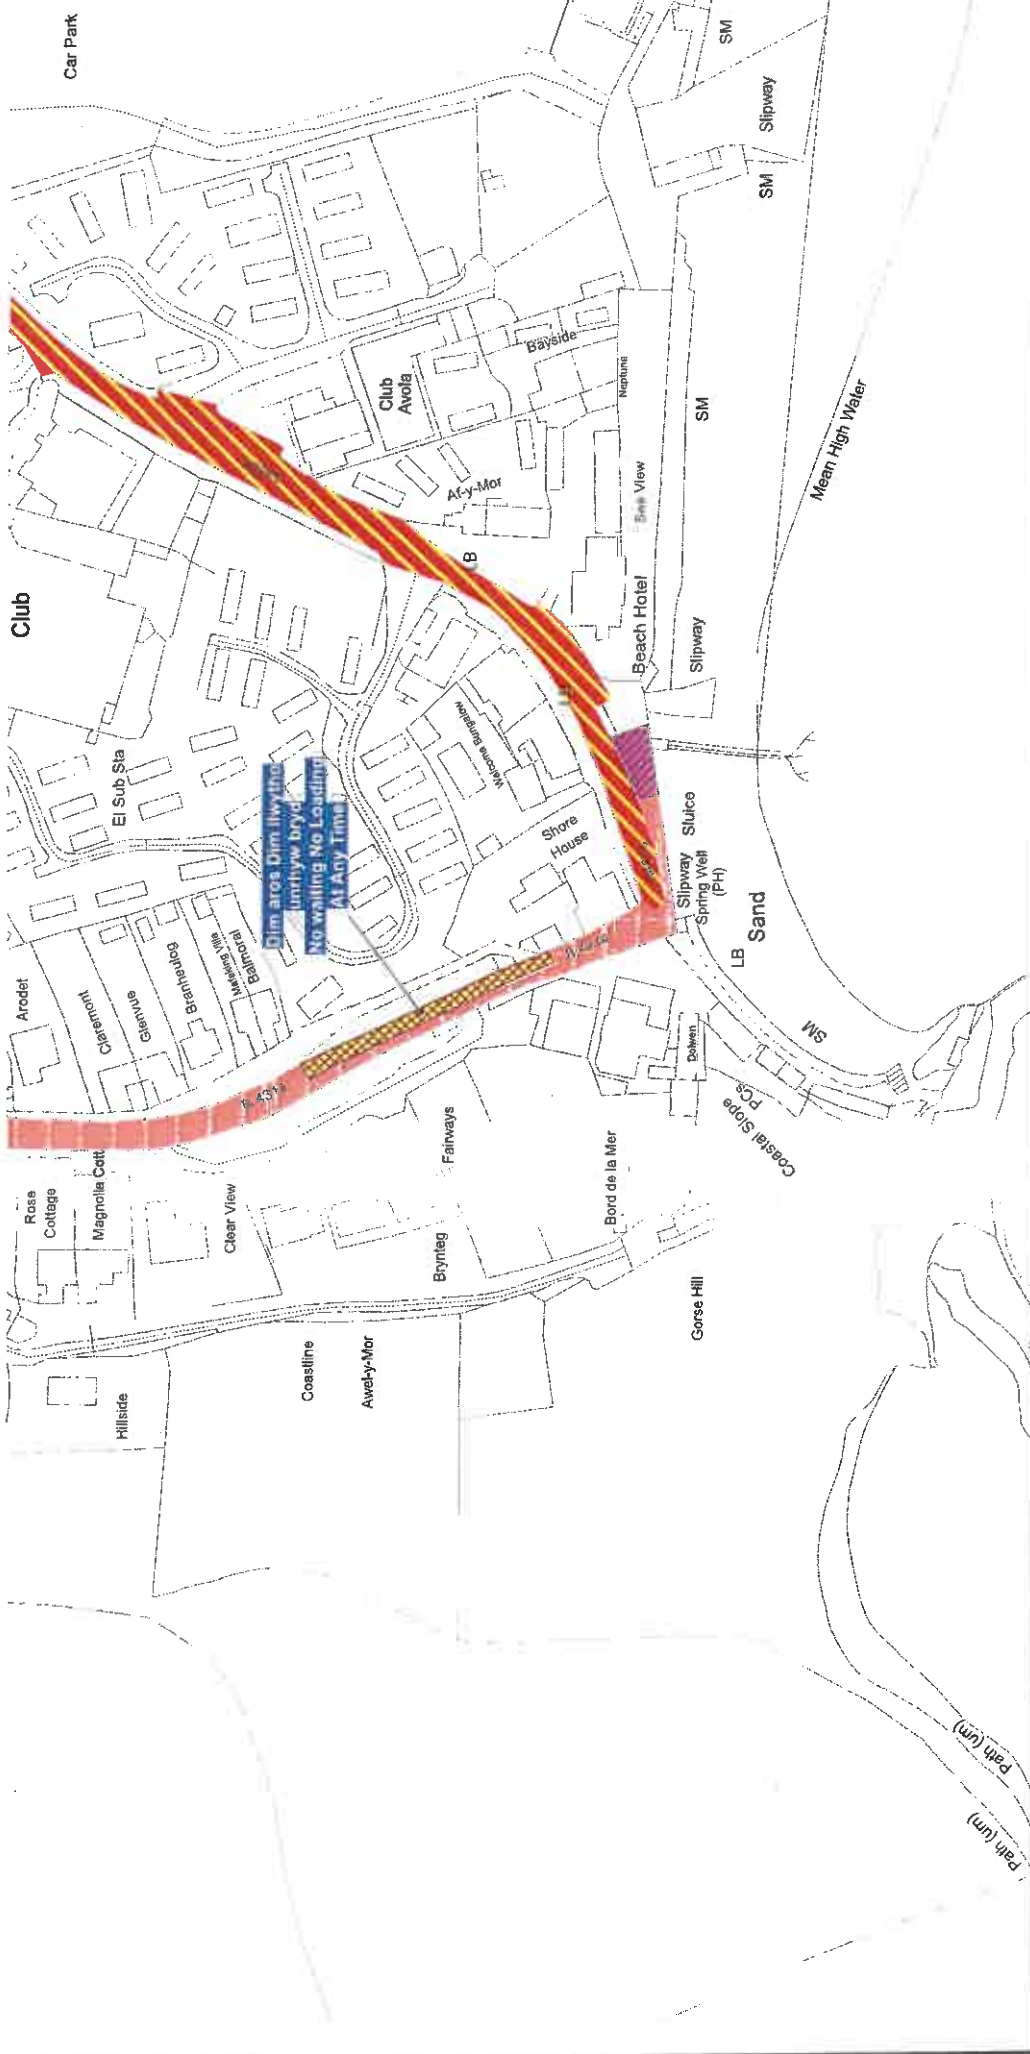 Car Park
SM
Slipway
SM
Mean High Water
SM
Neptune
Bayside
Club
Avola
Af-y-Mor
View
B
Beach Hotel
Slipway
Club
El Sub Sta
Welcome Bungalow
Shore
House
Sluice
Slipway
Spring Well
(PH)
Sand
LB
SM
Dim aros Dim llwytho
unrhyw bryd
No waiting No Loading
At Any Time
Arodet
Claremont
Glenvue
Branheulog
Mafeking Villa
Balmoral
Dolwen
PCs
Coastal Slope
Rose
Cottage
Magnolia Cott
Clear View
Fairways
Brynteg
Bord de la Mer
Gorse Hill
Hillside
Coastline
Awel-y-Mor
Path (um)
Path (um)